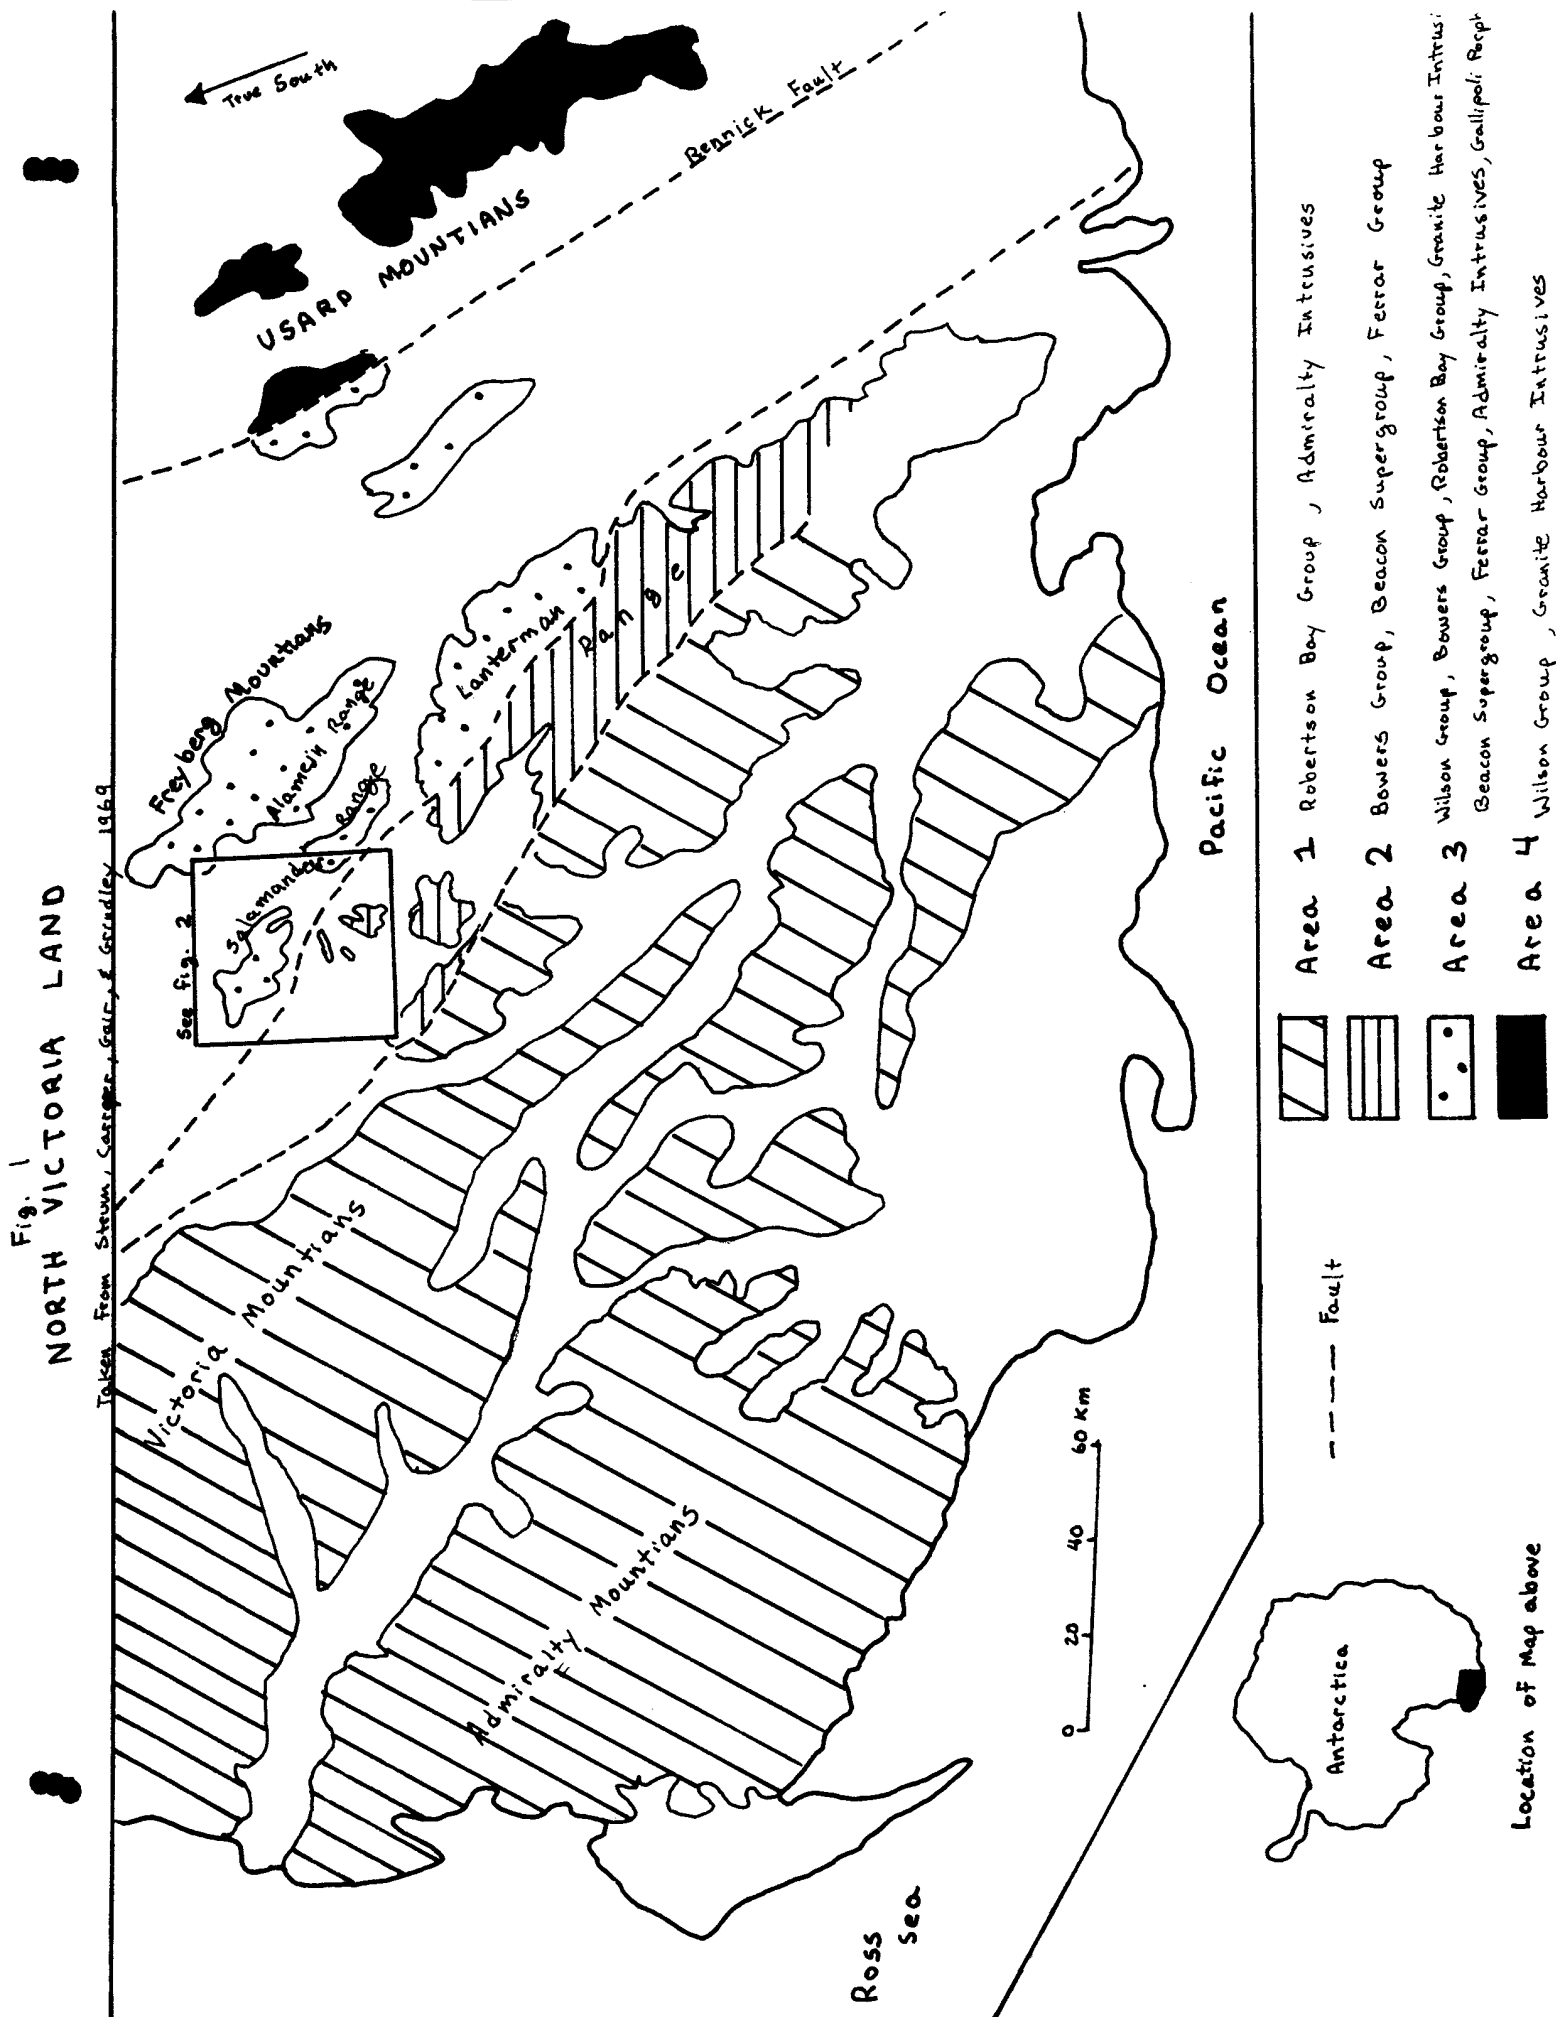 Fig. 1
NORTH VICTORIA LAND
Taken from Sturm, Carryer, Gair, & Grindley 1969
See fig. 2
True South
USARP MOUNTIANS
Rennick Fault
Freyberg Mountians
Alamein Range
Salamander Range
Lanterman Range
Victoria Mountians
Admiralty Mountians
Pacific Ocean
Ross
Sea
0 20 40 60 Km
Area 1 Robertson Bay Group, Admiralty Intrusives
Area 2 Bowers Group, Beacon Supergroup, Ferrar Group
Area 3 Wilson Group, Bowers Group, Robertson Bay Group, Granite Harbour Intrusi
Beacon Supergroup, Ferrar Group, Admiralty Intrusives, Gallipoli Porph
Area 4 Wilson Group, Granite Harbour Intrusives
---- Fault
Antarctica
Location of Map above